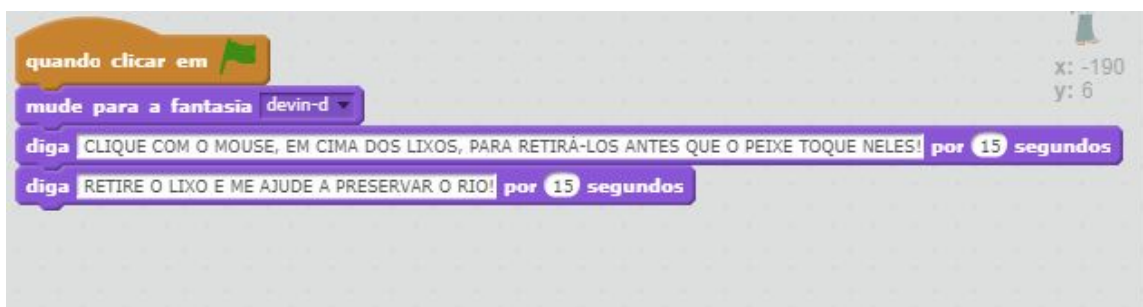 quando clicar em
x: -190
y: 6
mude para a fantasia devin-d
diga CLIQUE COM O MOUSE, EM CIMA DOS LIXOS, PARA RETIRÁ-LOS ANTES QUE O PEIXE TOQUE NELES! por 15 segundos
diga RETIRE O LIXO E ME AJUDE A PRESERVAR O RIO! por 15 segundos